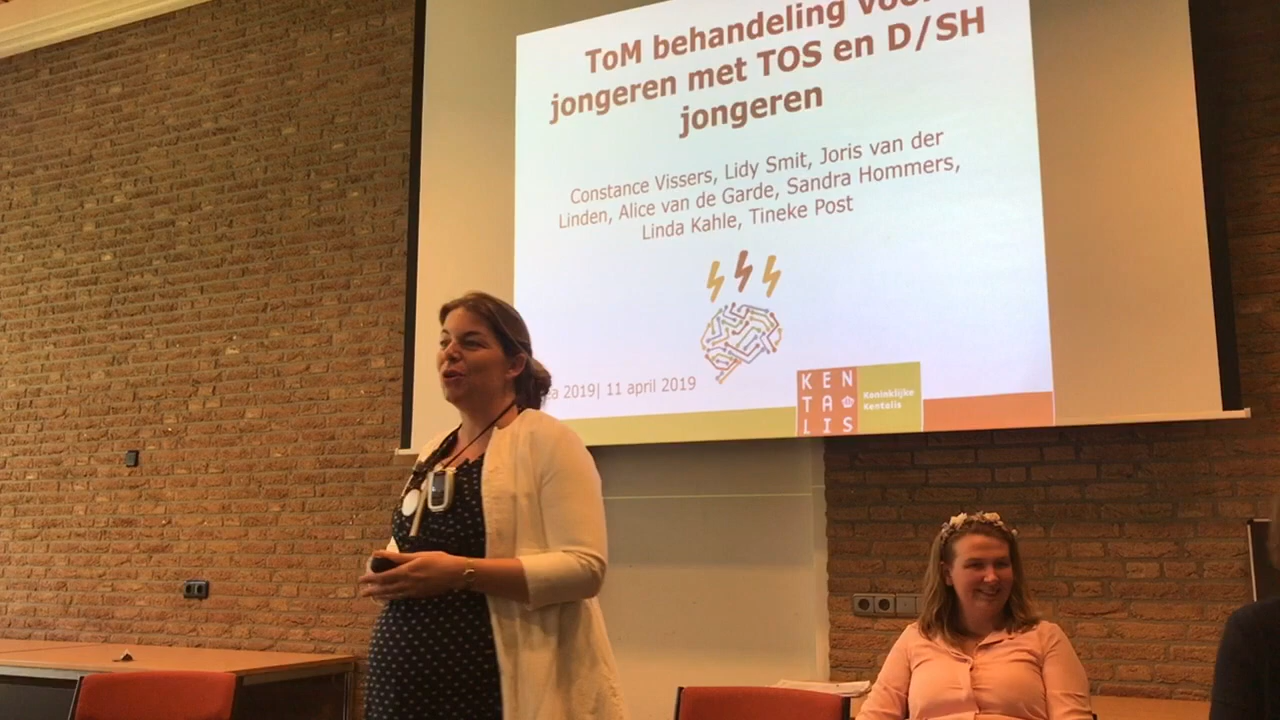 ToM behandeling voor
jongeren met TOS en D/SH
jongeren
Constance Vissers, Lidy Smit, Joris van der
Linden, Alice van de Garde, Sandra Hommers,
Linda Kahle, Tineke Post
2019| 11 april 2019
KEN
TA
LIS
Koninklijke
Kentalis